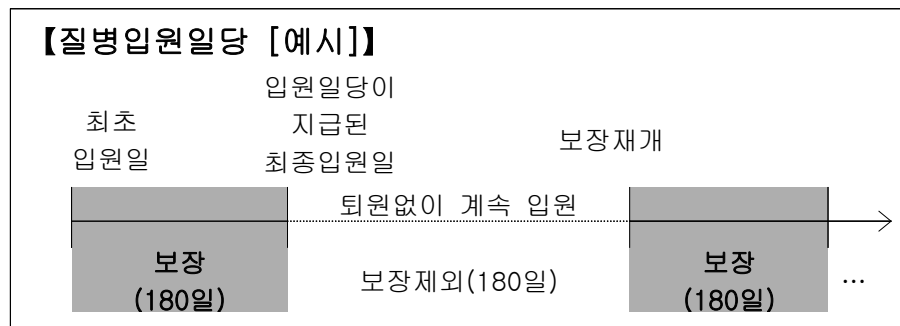 【질병입원일당 [예시]】
최초
입원일
입원일당이
지급된
최종입원일
보장재개
퇴원없이 계속 입원
보장
(180일)
보장제외(180일)
보장
(180일)
…